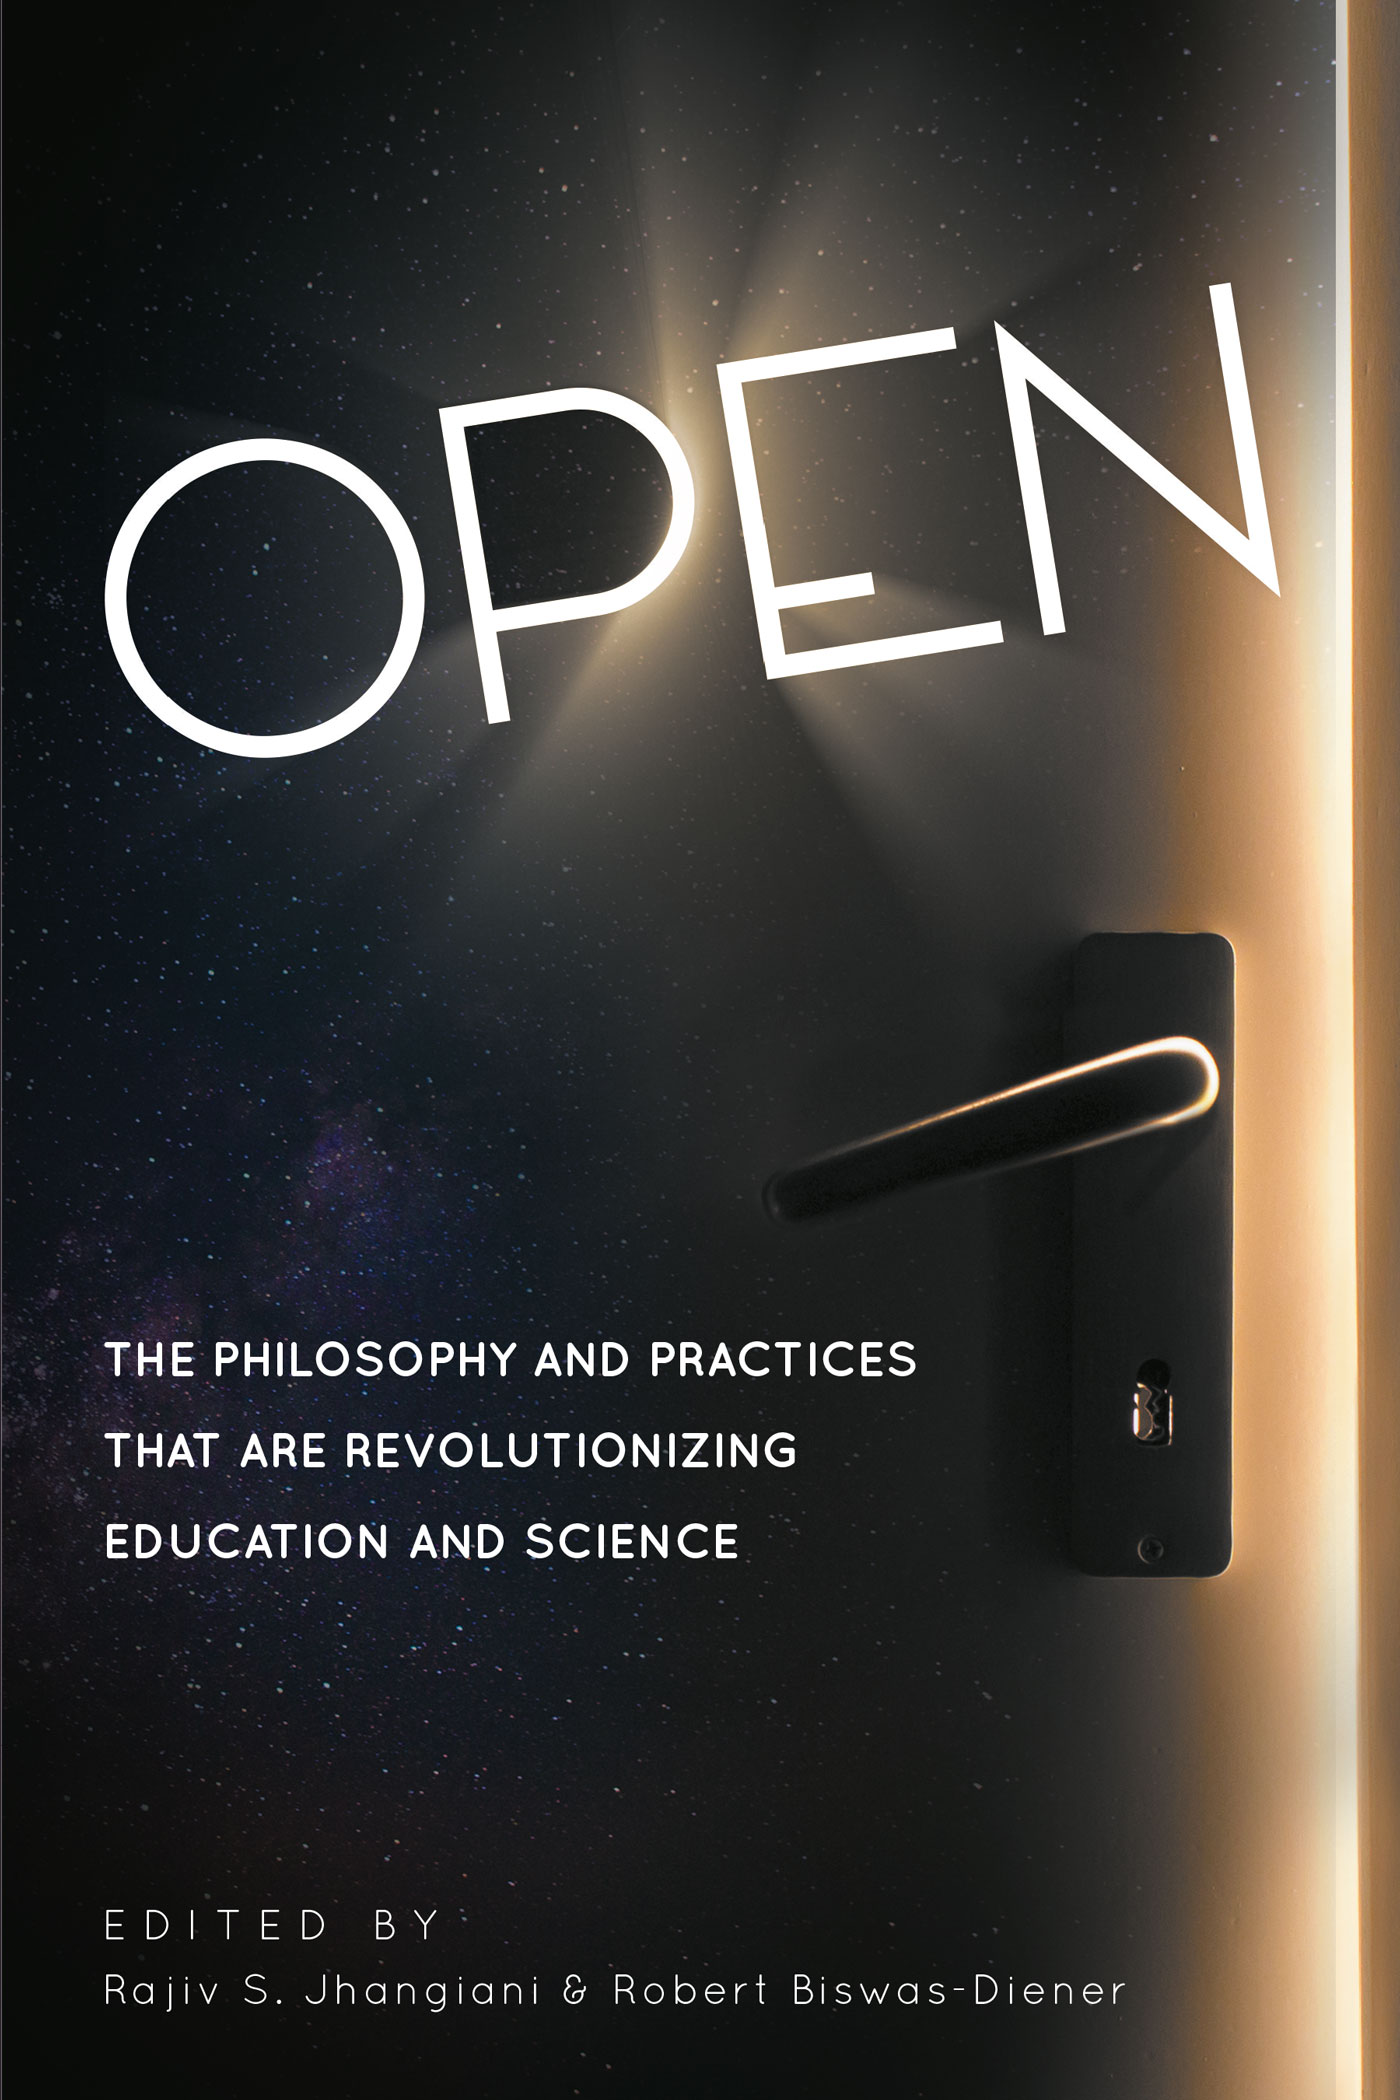 OPEN
THE PHILOSOPHY AND PRACTICES
THAT ARE REVOLUTIONIZING
EDUCATION AND SCIENCE
EDITED BY
Rajiv S. Jhangiani & Robert Biswas-Diener